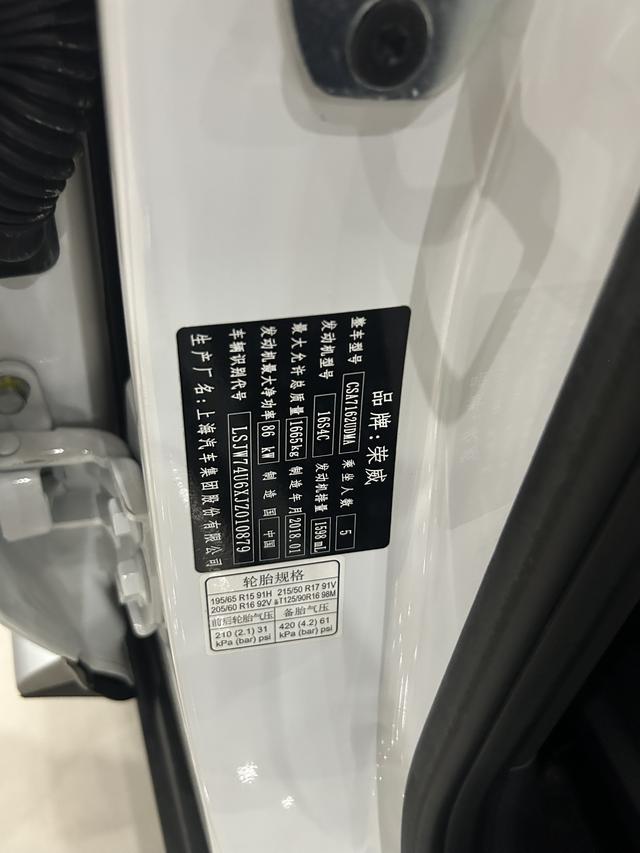 品牌:荣威
整车型号 CSA7162UDMA 乘坐人数 5
发动机型号 16S4C 发动机排量 1598 mL
最大允许总质量 1665kg 制造年月 2018.01
发动机最大净功率 86 kW 制造国 中国
车辆识别代号 LSJW74U6XJZ010879
生产厂名:上海汽车集团股份有限公司
轮胎规格
195/65 R15 91H 215/50 R17 91V
205/60 R16 92V &T125/90R16 98M
前后轮胎气压 备胎气压
210 (2.1) 31 420 (4.2) 61
kPa (bar) psi kPa (bar) psi